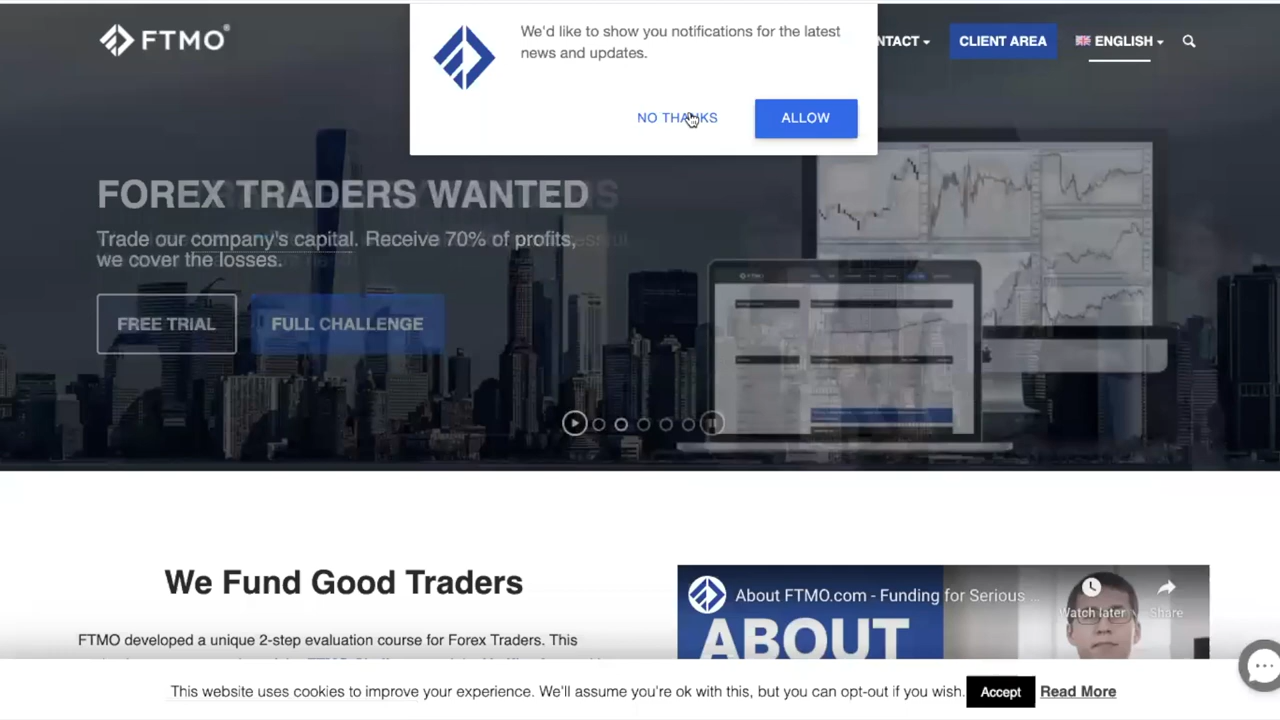 FTMO®
We'd like to show you notifications for the latest
news and updates.
NO THANKS
ALLOW
NTACT
CLIENT AREA
ENGLISH
FOREX TRADERS WANTED
Trade our company's capital. Receive 70% of profits,
we cover the losses.
FREE TRIAL
FULL CHALLENGE
We Fund Good Traders
FTMO developed a unique 2-step evaluation course for Forex Traders. This
About FTMO.com - Funding for Serious ...
Watch later
Share
ABOUT
This website uses cookies to improve your experience. We'll assume you're ok with this, but you can opt-out if you wish.
Accept
Read More